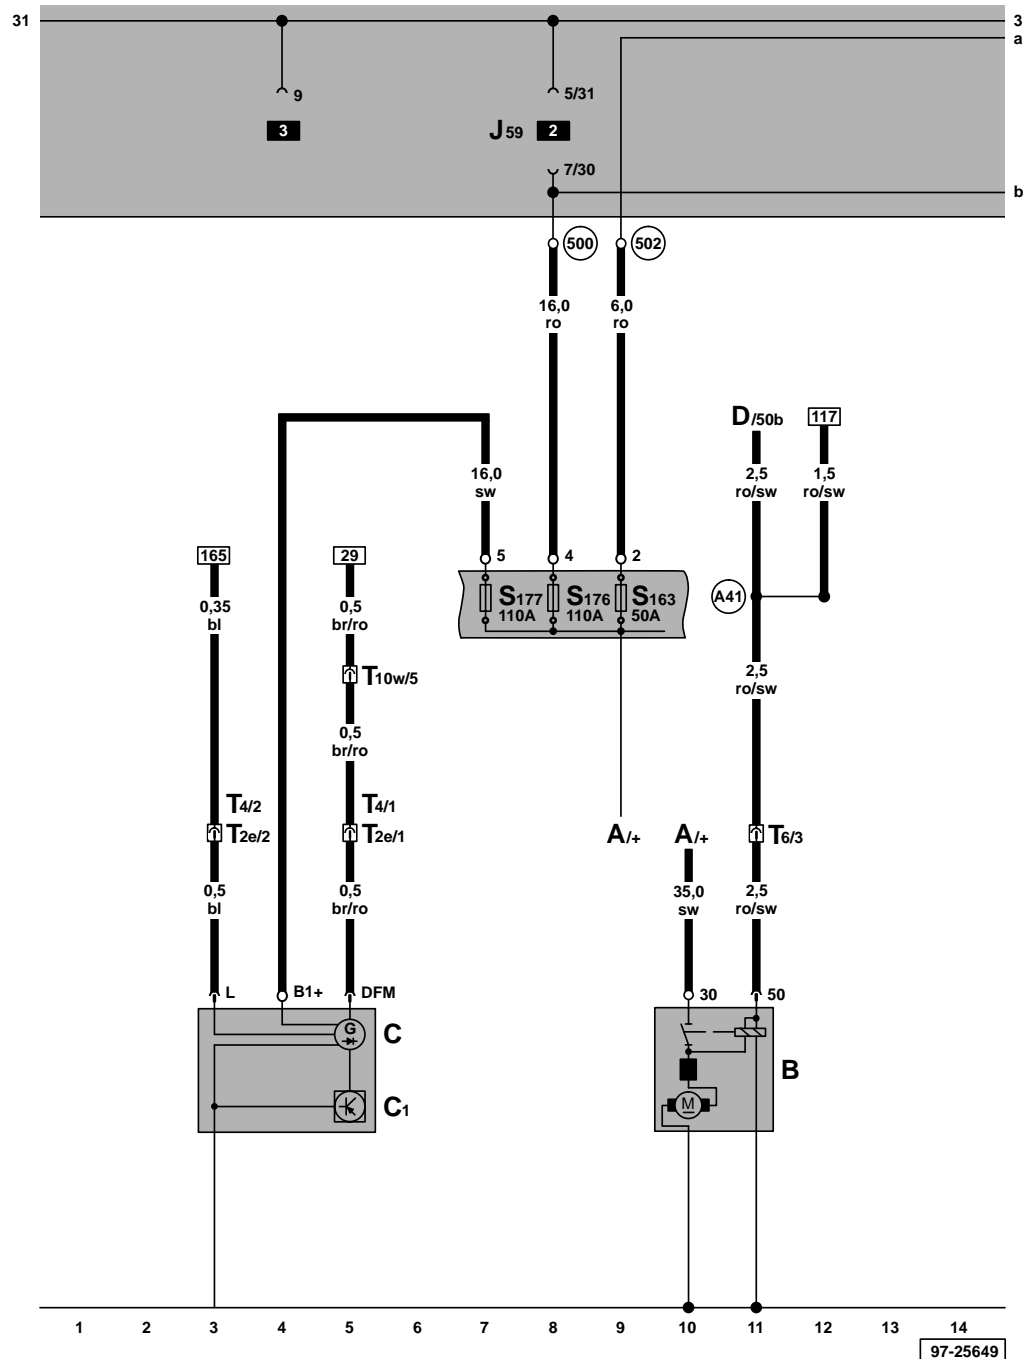 31
3
a
9
5/31
3
J59
2
7/30
b
500
502
16,0
ro
6,0
ro
D/50b
117
16,0
sw
2,5
ro/sw
1,5
ro/sw
165
29
5
4
2
S177
110A
S176
110A
S163
50A
A41
0,35
bl
0,5
br/ro
T10w/5
2,5
ro/sw
0,5
br/ro
T4/2
T2e/2
T4/1
T2e/1
A/+
A/+
T6/3
0,5
bl
0,5
br/ro
35,0
sw
2,5
ro/sw
L
B1+
DFM
30
50
G
C
C1
B
M
1 2 3 4 5 6 7 8 9 10 11 12 13 14
97-25649